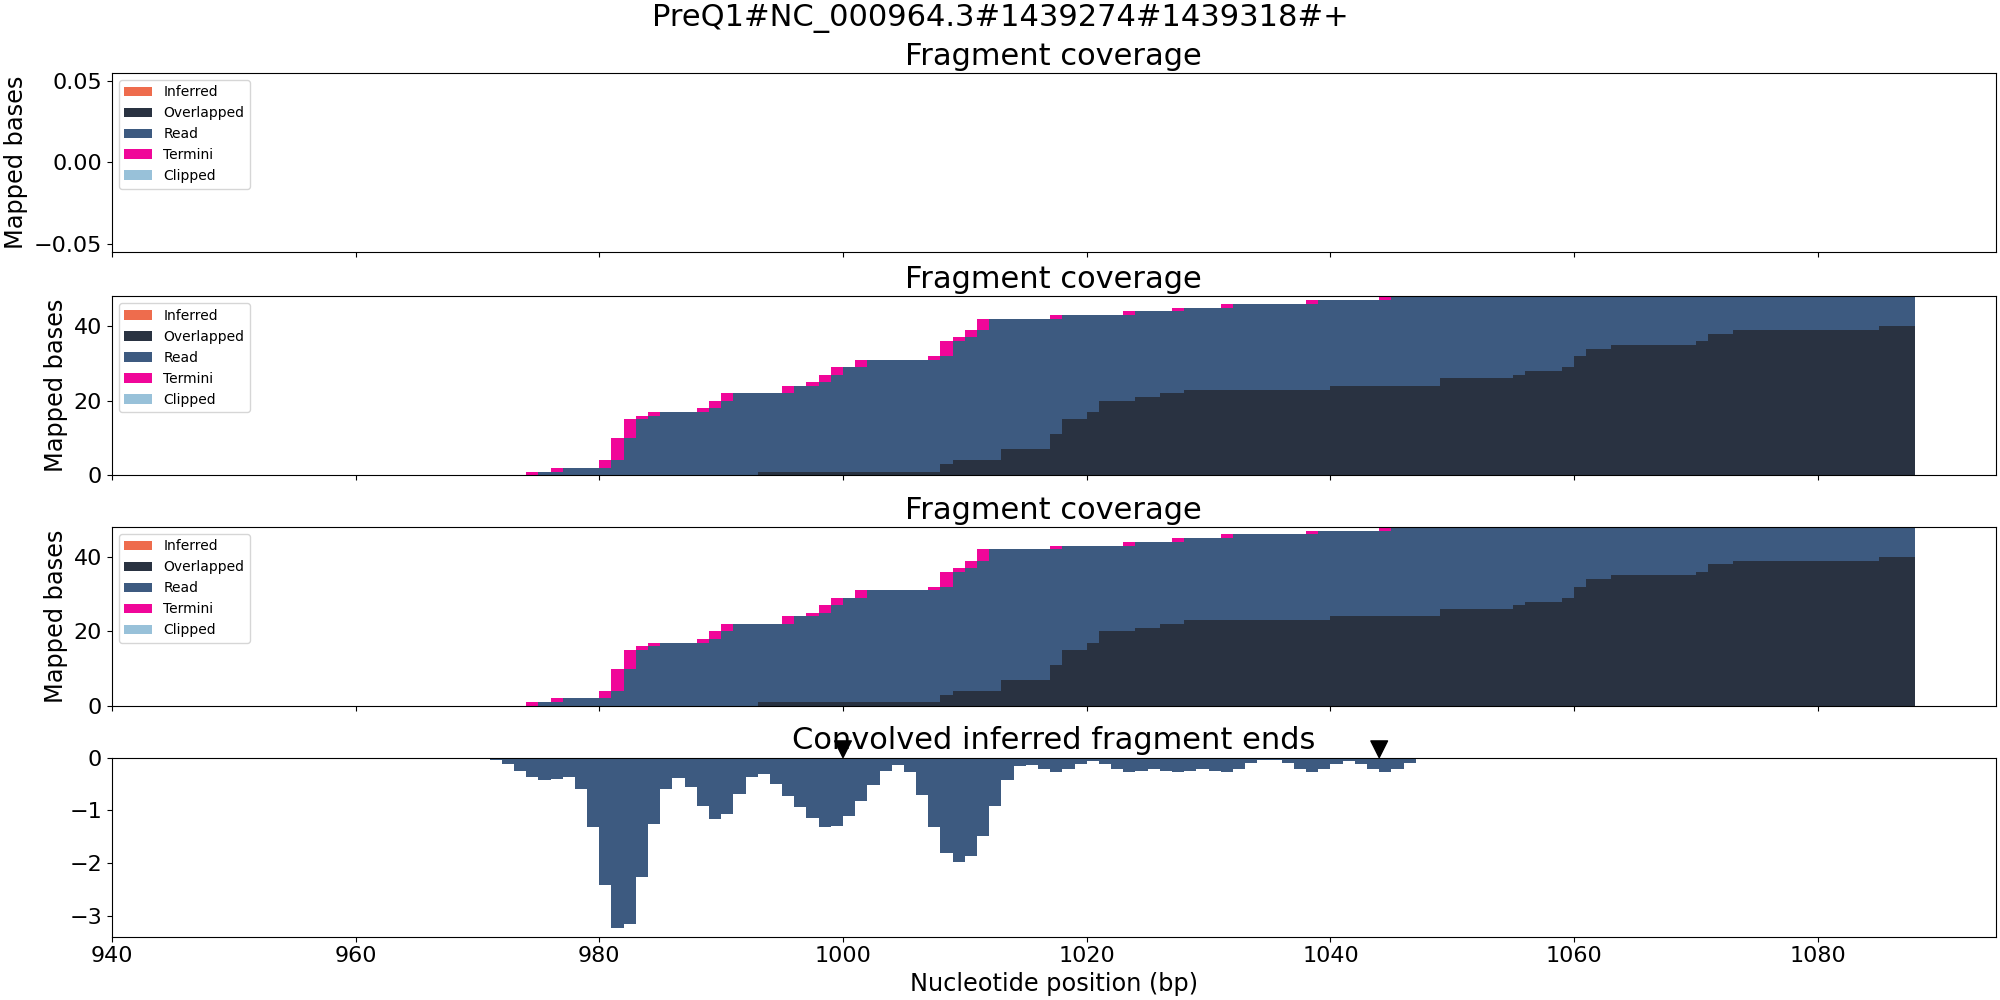 PreQ1#NC_000964.3#1439274#1439318#+
Fragment coverage
Mapped bases
0.05
0.00
−0.05
Inferred
Overlapped
Read
Termini
Clipped
Fragment coverage
Mapped bases
40
20
0
Inferred
Overlapped
Read
Termini
Clipped
Fragment coverage
Mapped bases
40
20
0
Inferred
Overlapped
Read
Termini
Clipped
Convolved inferred fragment ends
0
−1
−2
−3
940 960 980 1000 1020 1040 1060 1080
Nucleotide position (bp)